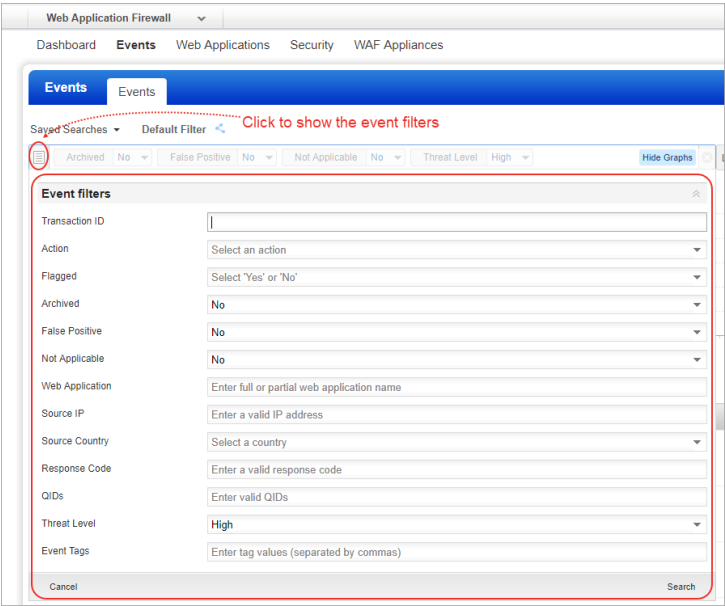 Web Application Firewall
Dashboard Events Web Applications Security WAF Appliances
Events Events
Click to show the event filters
Saved Searches Default Filter
Archived No False Positive No Not Applicable No Threat Level High Hide Graphs
Event filters
Transaction ID
Action Select an action
Flagged Select 'Yes' or 'No'
Archived No
False Positive No
Not Applicable No
Web Application Enter full or partial web application name
Source IP Enter a valid IP address
Source Country Select a country
Response Code Enter a valid response code
QIDs Enter valid QIDs
Threat Level High
Event Tags Enter tag values (separated by commas)
Cancel Search